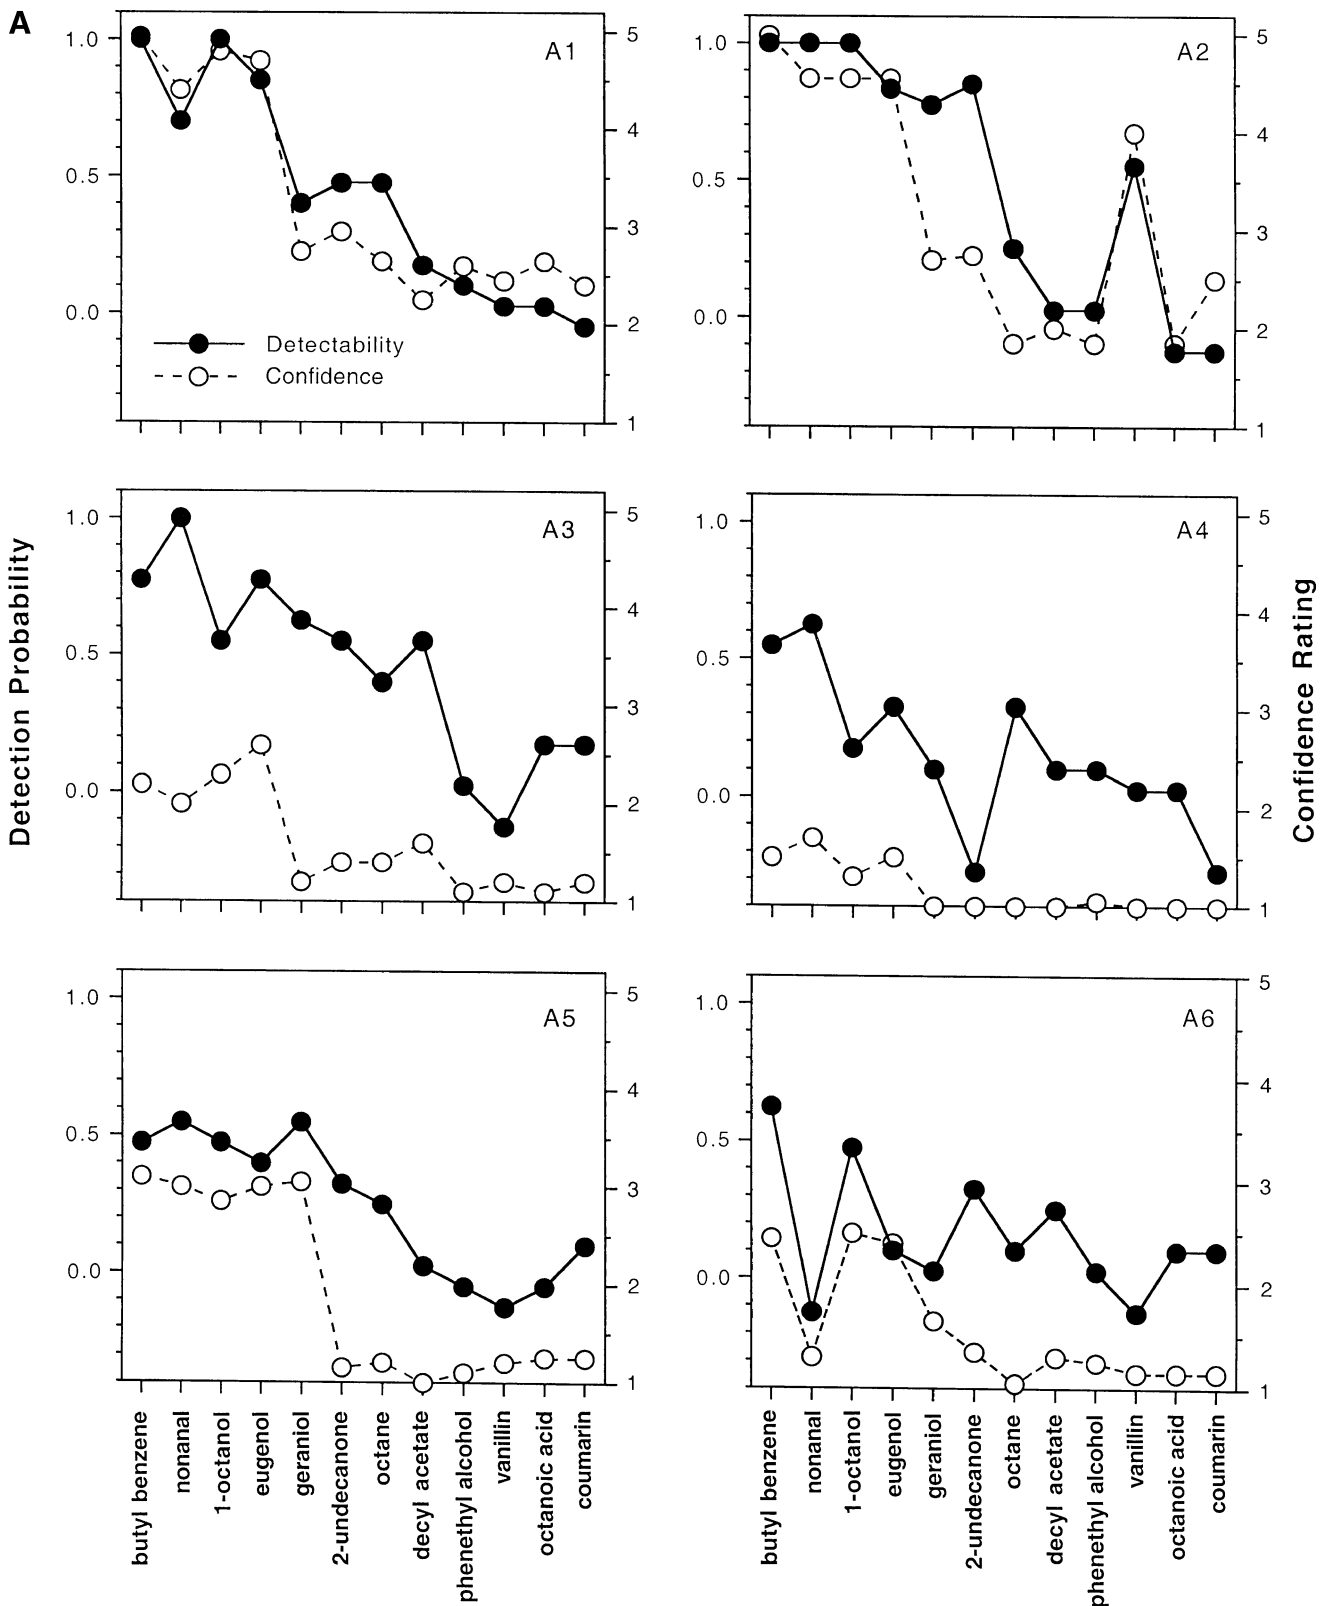 A
A1
1.0
0.5
0.0
5
4
3
2
1
Detectability
Confidence
A2
1.0
0.5
0.0
5
4
3
2
1
A3
1.0
0.5
0.0
5
4
3
2
1
A4
1.0
0.5
0.0
5
4
3
2
1
Detection Probability
Confidence Rating
A5
1.0
0.5
0.0
5
4
3
2
1
A6
1.0
0.5
0.0
5
4
3
2
1
butyl benzene
nonanal
1-octanol
eugenol
geraniol
2-undecanone
octane
decyl acetate
phenethyl alcohol
vanillin
octanoic acid
coumarin
butyl benzene
nonanal
1-octanol
eugenol
geraniol
2-undecanone
octane
decyl acetate
phenethyl alcohol
vanillin
octanoic acid
coumarin